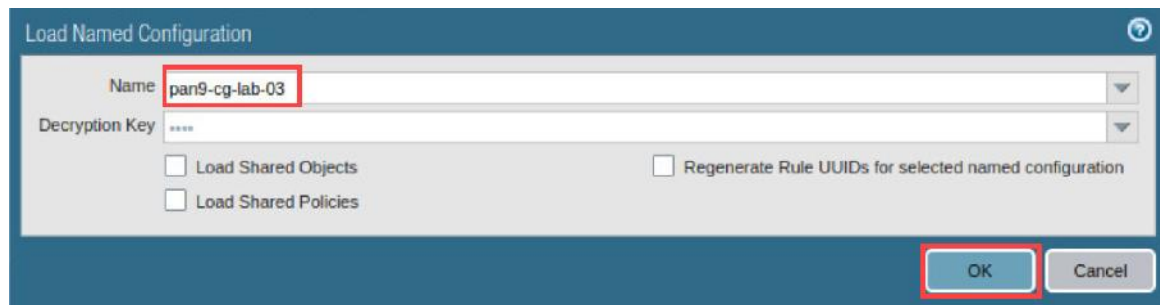 Load Named Configuration
Name pan9-cg-lab-03
Decryption Key ****
Load Shared Objects Regenerate Rule UUIDs for selected named configuration
Load Shared Policies
OK Cancel